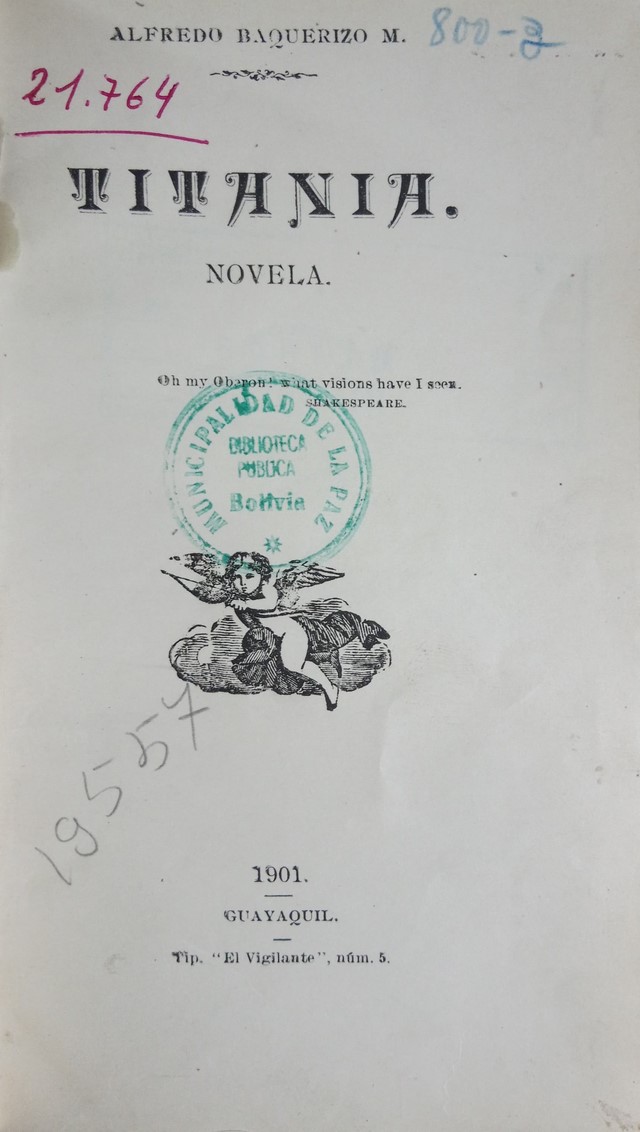 ALFREDO BAQUERIZO M.
800-3
21.764
TITANIA.
NOVELA.
Oh my Oberon! what visions have I seen.
SHAKESPEARE.
MUNICIPALIDAD DE LA PAZ
BIBLIOTECA
PUBLICA
Bolivia
19557
1901.
GUAYAQUIL.
Tip. "El Vigilante", núm. 5.